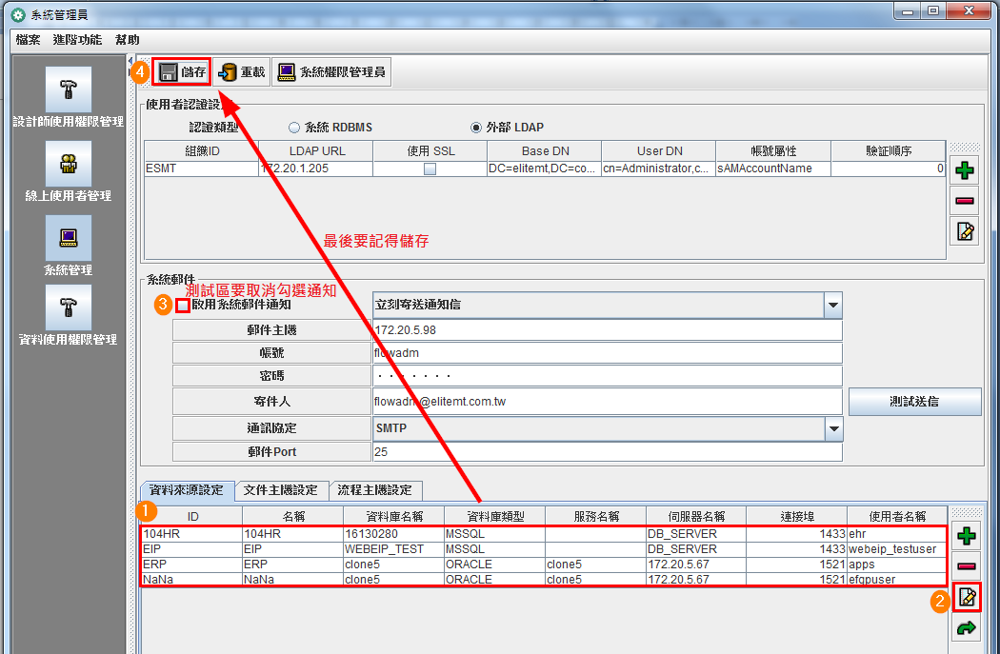 系統管理員
檔案 進階功能 幫助
4 儲存 重載 系統權限管理員
設計師使用權限管理
線上使用者管理
系統管理
資料使用權限管理
使用者認證設
認證類型 系統 RDBMS 外部 LDAP
組織ID LDAP URL 使用 SSL Base DN User DN 帳號屬性 驗証順序
ESMT 172.20.1.205 DC=elitemt,DC=co... cn=Administrator,c... sAMAccountName 0
最後要記得儲存
系統郵件
測試區要取消勾選通知
3 啟用系統郵件通知 立刻寄送通知信
郵件主機 172.20.5.98
帳號 flowadm
密碼
寄件人 flowadm@elitemt.com.tw 測試送信
通訊協定 SMTP
郵件Port 25
資料來源設定 文件主機設定 流程主機設定
1 ID 名稱 資料庫名稱 資料庫類型 服務名稱 伺服器名稱 連接埠 使用者名稱
104HR 104HR 16130280 MSSQL DB_SERVER 1433 ehr
EIP EIP WEBEIP_TEST MSSQL DB_SERVER 1433 webeip_testuser
ERP ERP clone5 ORACLE clone5 172.20.5.67 1521 apps
NaNa NaNa clone5 ORACLE clone5 172.20.5.67 1521 efgpuser
2